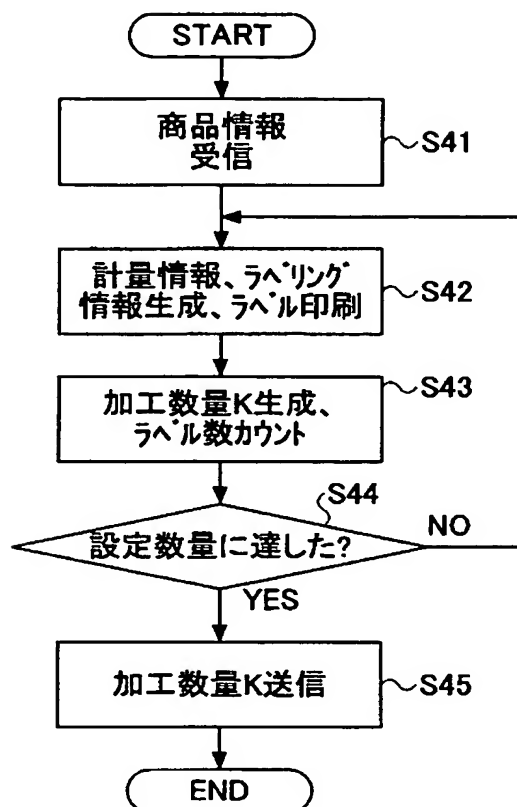 START
商品情報
受信
S41
計量情報、ラベリング
情報生成、ラベル印刷
S42
加工数量K生成、
ラベル数カウント
S43
S44
設定数量に達した?
NO
YES
加工数量K送信
S45
END